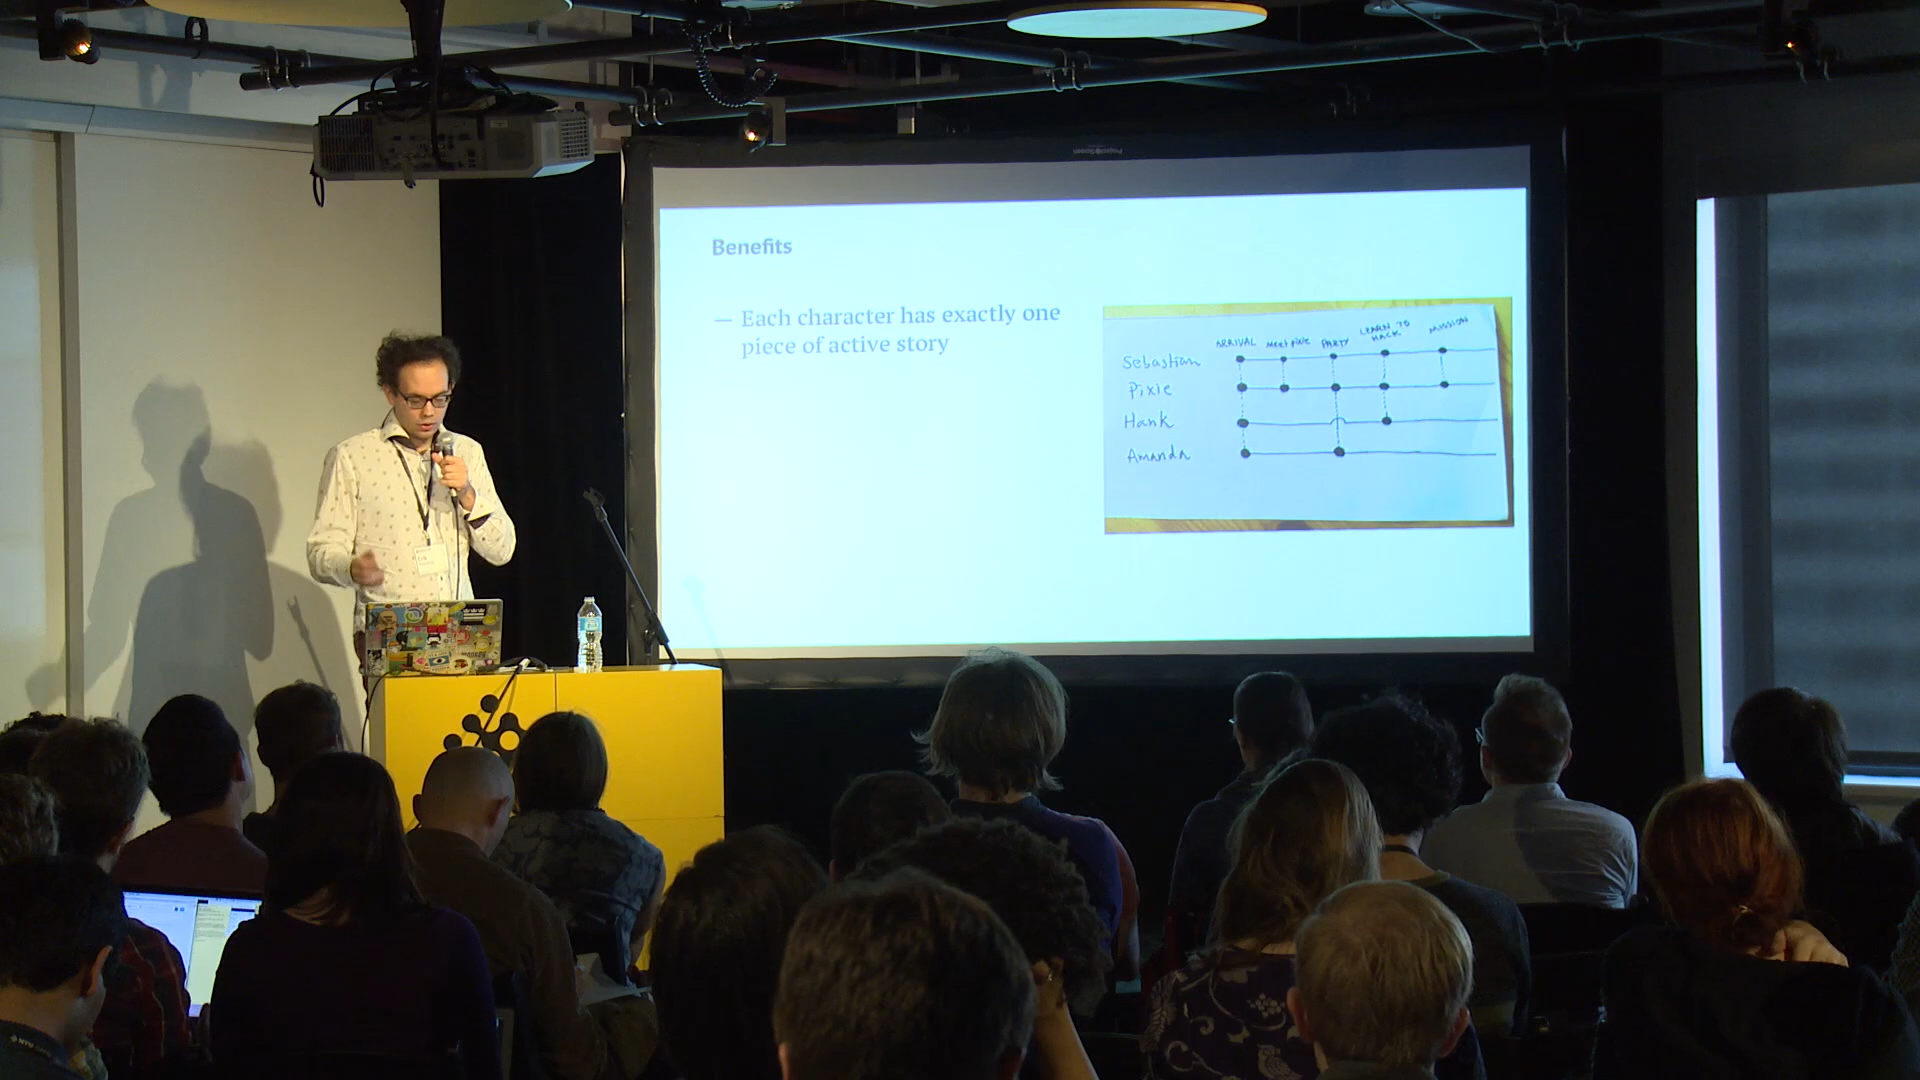 Benefits
— Each character has exactly one
piece of active story
ARRIVAL
PARTY
LEARN TO
HACK
MISSION
Sebastian
Pixie
Hank
Amanda